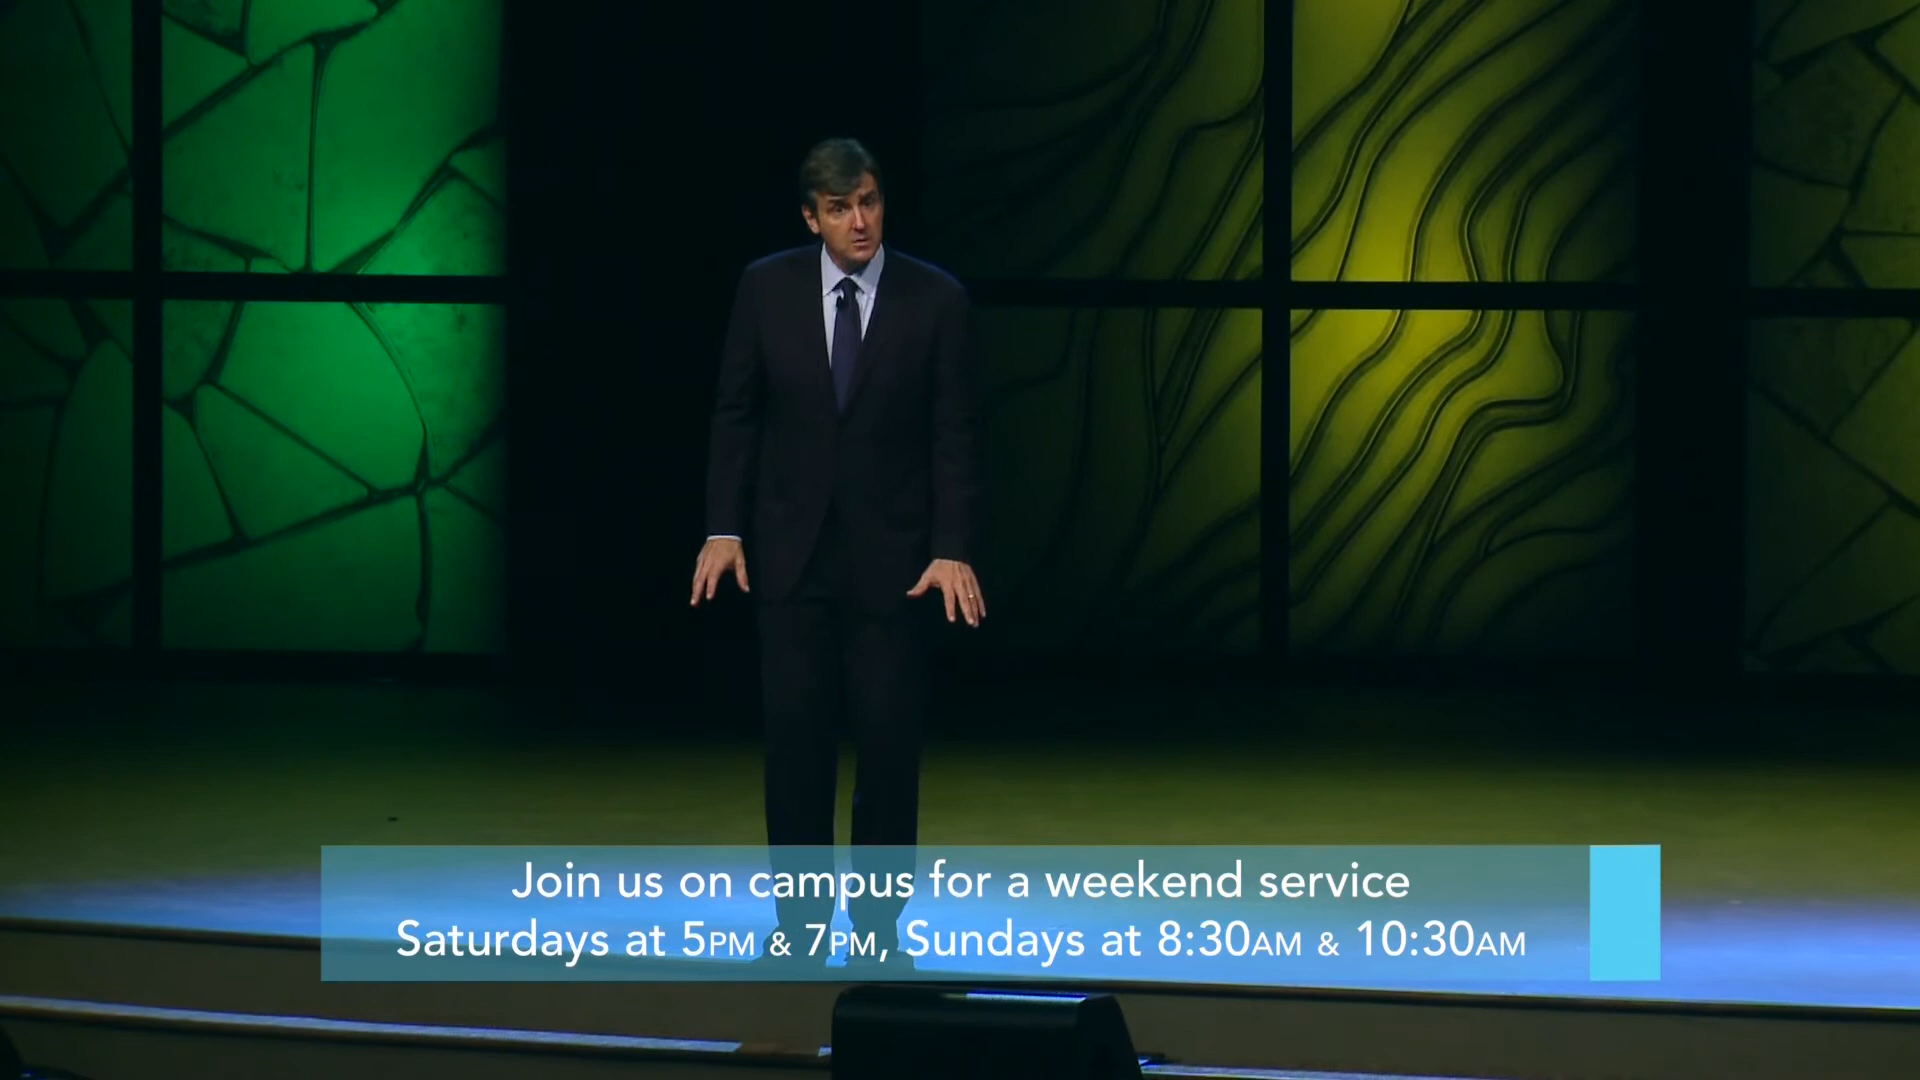 Join us on campus for a weekend service
Saturdays at 5PM & 7PM, Sundays at 8:30AM & 10:30AM